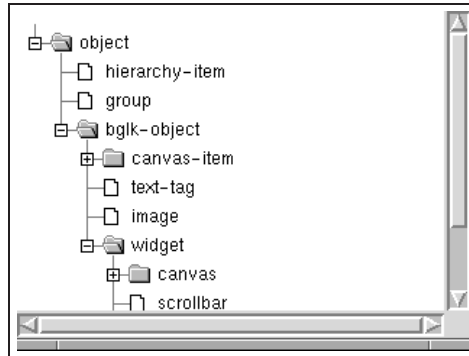 object
hierarchy-item
group
bglk-object
canvas-item
text-tag
image
widget
canvas
scrollbar